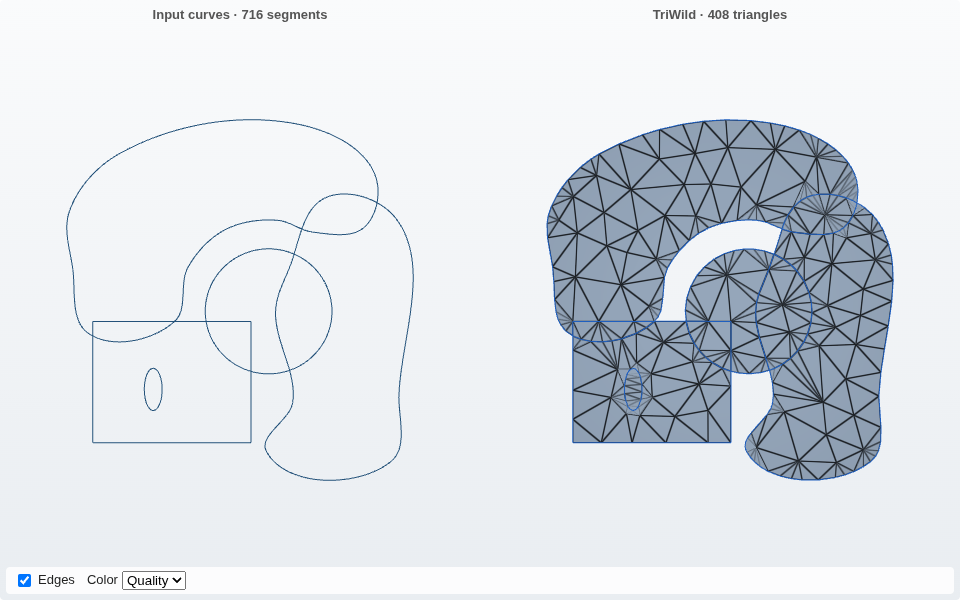 Input curves · 716 segments
TriWild · 408 triangles
Edges Color Quality